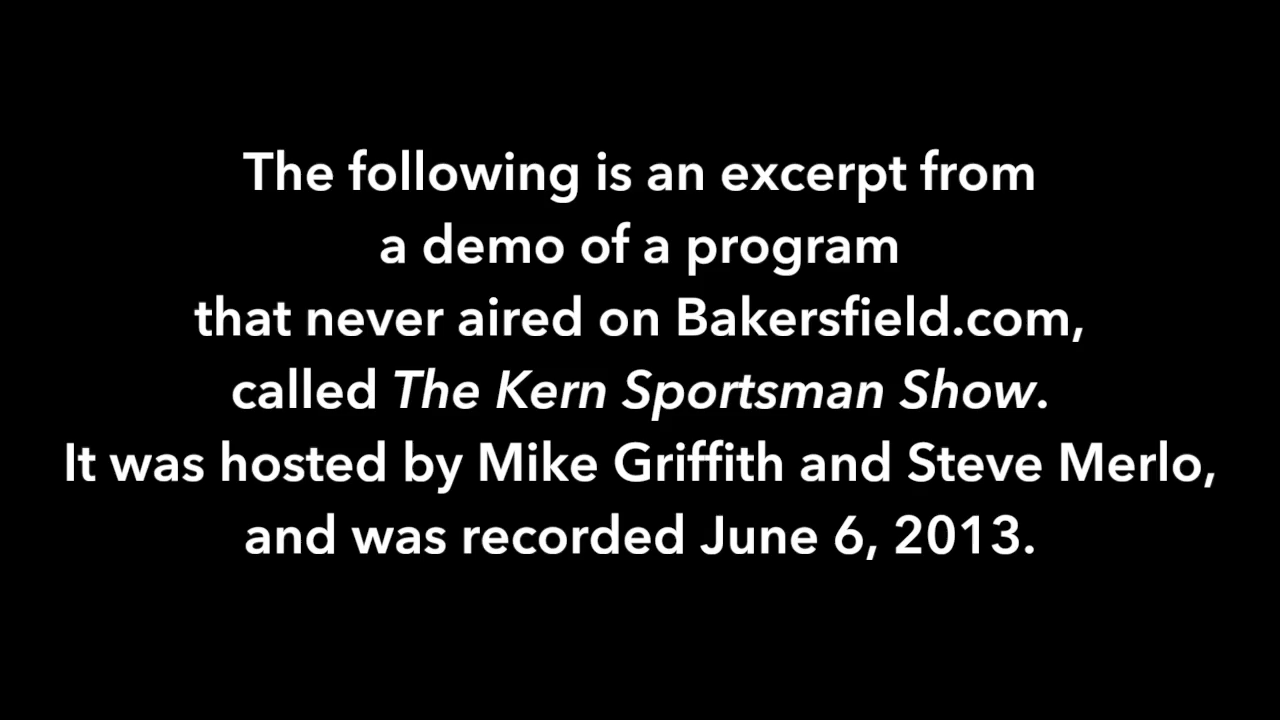 The following is an excerpt from
a demo of a program
that never aired on Bakersfield.com,
called The Kern Sportsman Show.
It was hosted by Mike Griffith and Steve Merlo,
and was recorded June 6, 2013.